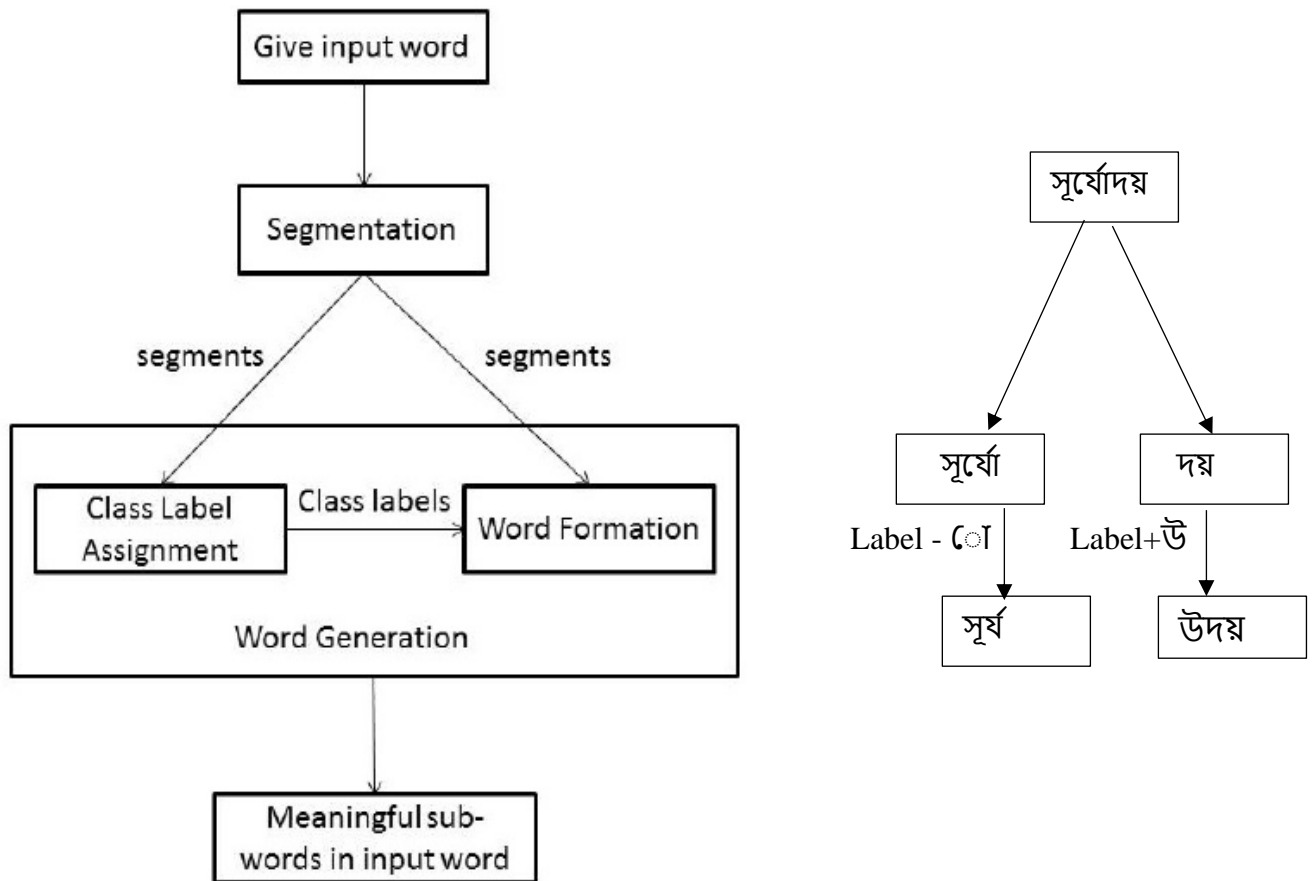 Give input word
Segmentation
segments
segments
Class Label
Assignment
Class labels
Word Formation
Word Generation
Meaningful sub-
words in input word
সূর্যোদয়
সূর্যো
দয়
Label - ো
Label+উ
সূর্য
উদয়